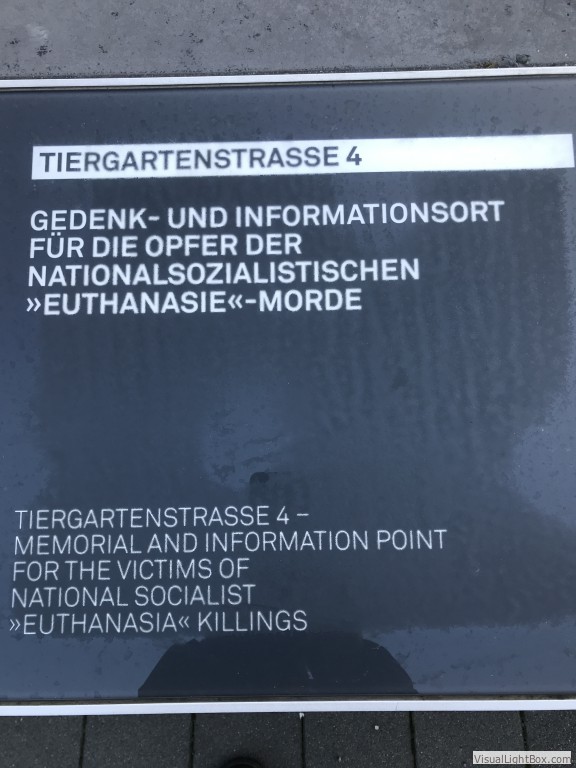 TIERGARTENSTRASSE 4
GEDENK- UND INFORMATIONSORT
FÜR DIE OPFER DER
NATIONALSOZIALISTISCHEN
»EUTHANASIE«-MORDE
TIERGARTENSTRASSE 4 –
MEMORIAL AND INFORMATION POINT
FOR THE VICTIMS OF
NATIONAL SOCIALIST
»EUTHANASIA« KILLINGS
VisualLightBox.com